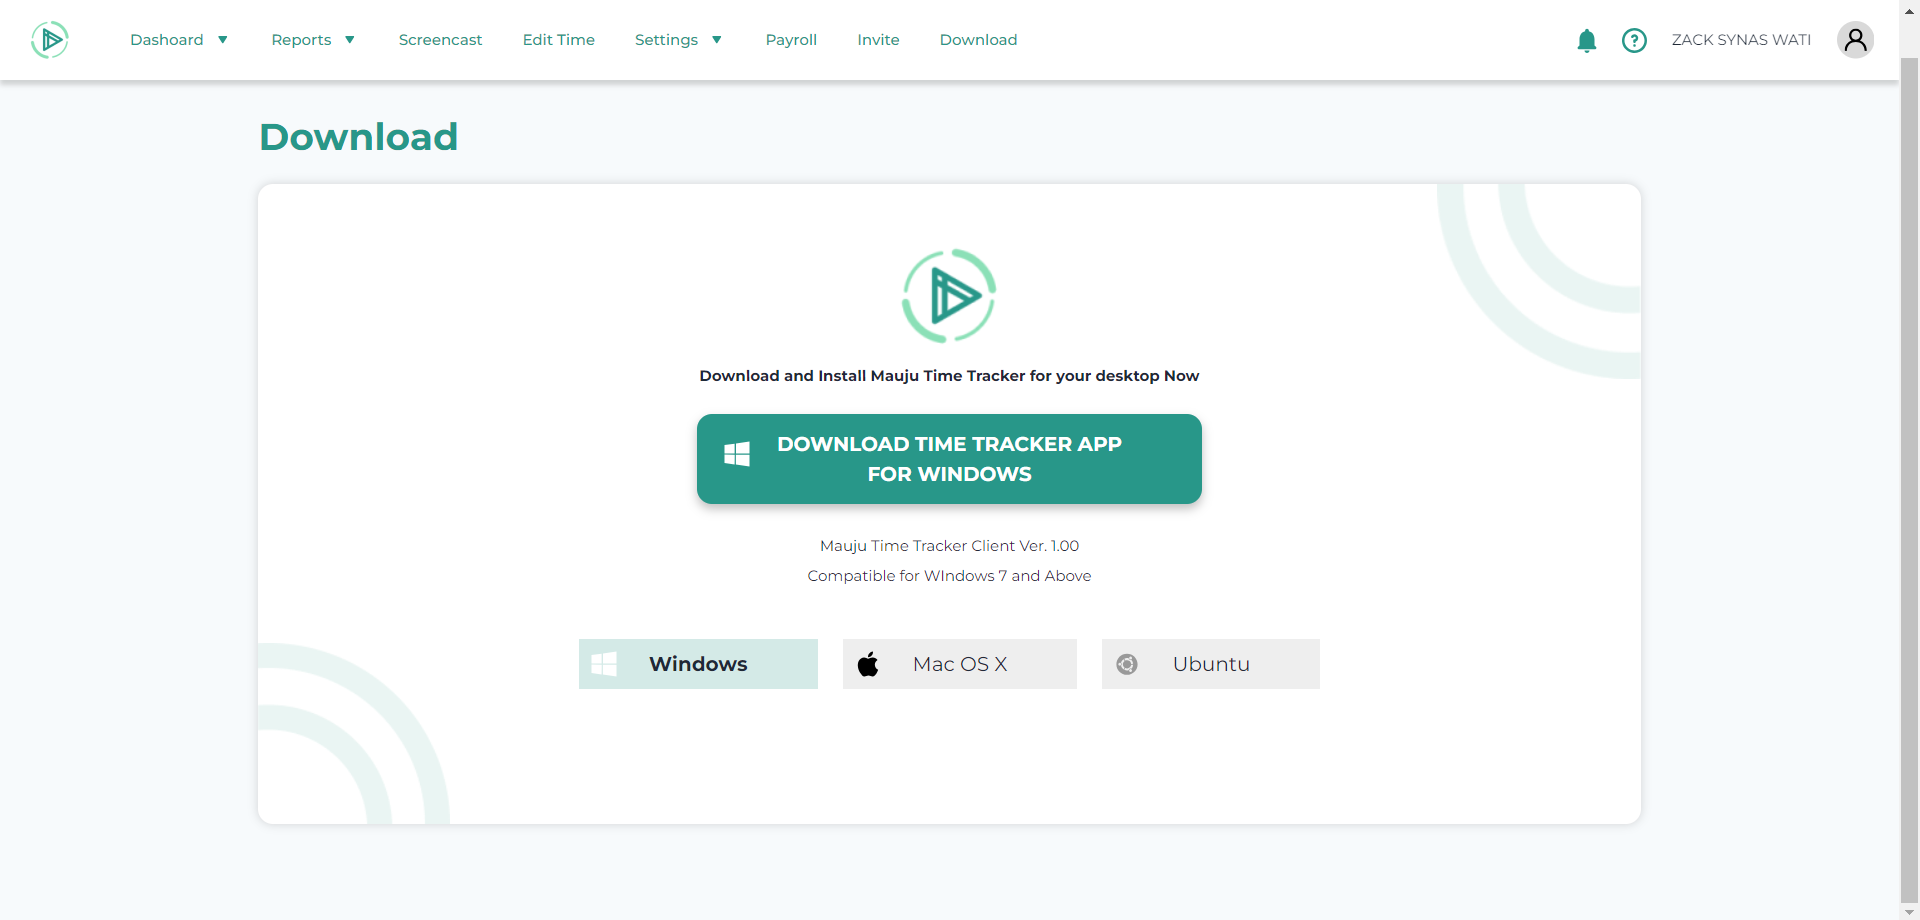 Dashoard Reports Screencast Edit Time Settings Payroll Invite Download ZACK SYNAS WATI
Download
Download and Install Mauju Time Tracker for your desktop Now
DOWNLOAD TIME TRACKER APP
FOR WINDOWS
Mauju Time Tracker Client Ver. 1.00
Compatible for WIndows 7 and Above
Windows Mac OS X Ubuntu